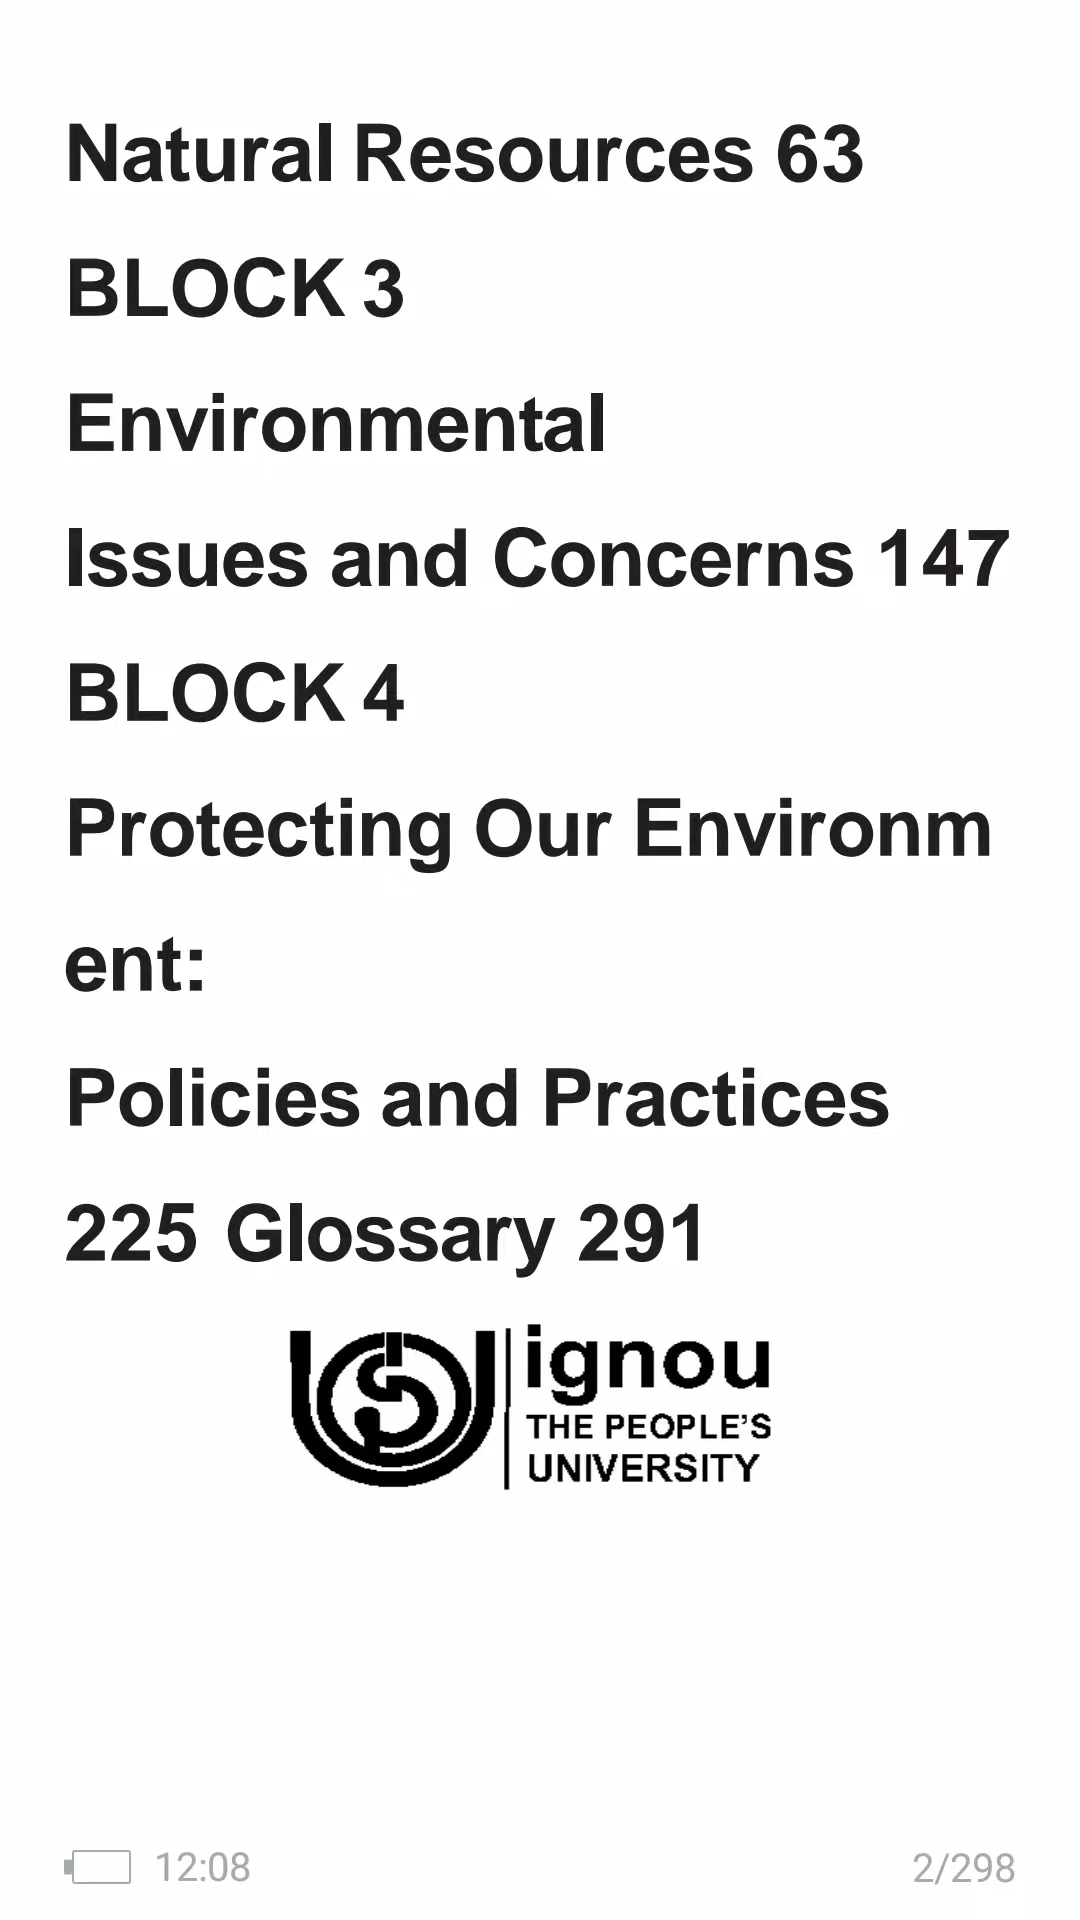 Natural Resources 63
BLOCK 3
Environmental
Issues and Concerns 147
BLOCK 4
Protecting Our Environm
ent:
Policies and Practices
225 Glossary 291
ignou
THE PEOPLE'S
UNIVERSITY
12:08
2/298